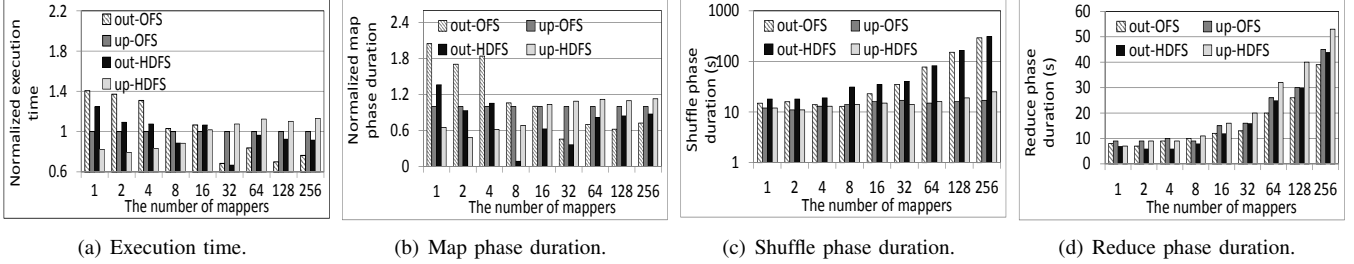 Normalized execution
time
1.4
1.2
1
0.8
0.6
out-OFS
up-OFS
out-HDFS
up-HDFS
1 2 4 8 16 32 64 128 256
The number of mappers
(a) Execution time.
Normalized map
phase duration
2.4
1.8
1.2
0.6
0
out-OFS up-OFS
out-HDFS up-HDFS
1 2 4 8 16 32 64 128 256
The number of mappers
(b) Map phase duration.
Shuffle phase
duration (s)
1000
100
10
1
out-OFS up-OFS
out-HDFS up-HDFS
1 2 4 8 16 32 64 128 256
The number of mappers
(c) Shuffle phase duration.
Reduce phase
duration (s)
60
50
40
30
20
10
0
out-OFS up-OFS
out-HDFS up-HDFS
1 2 4 8 16 32 64 128 256
The number of mappers
(d) Reduce phase duration.